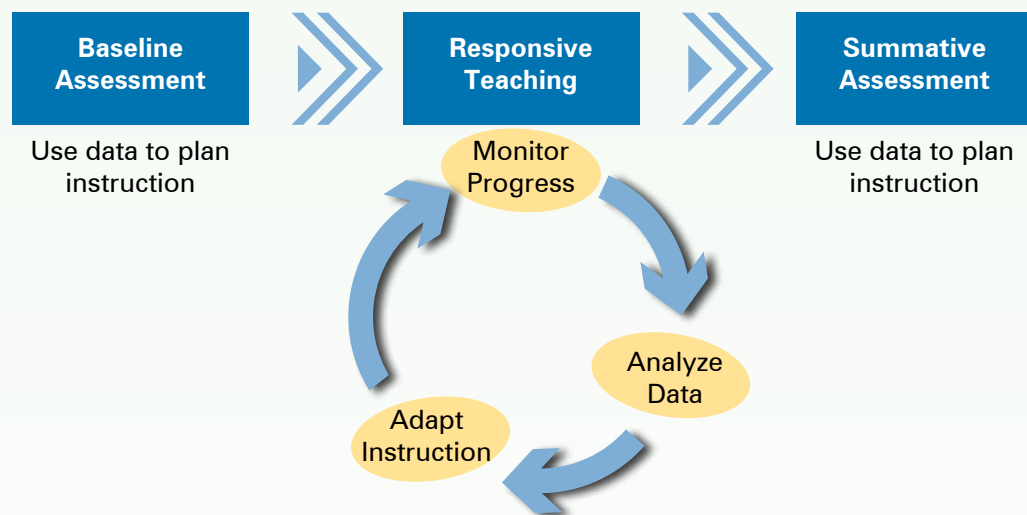 Baseline
Assessment
Responsive
Teaching
Summative
Assessment
Use data to plan
instruction
Monitor
Progress
Use data to plan
instruction
Analyze
Data
Adapt
Instruction